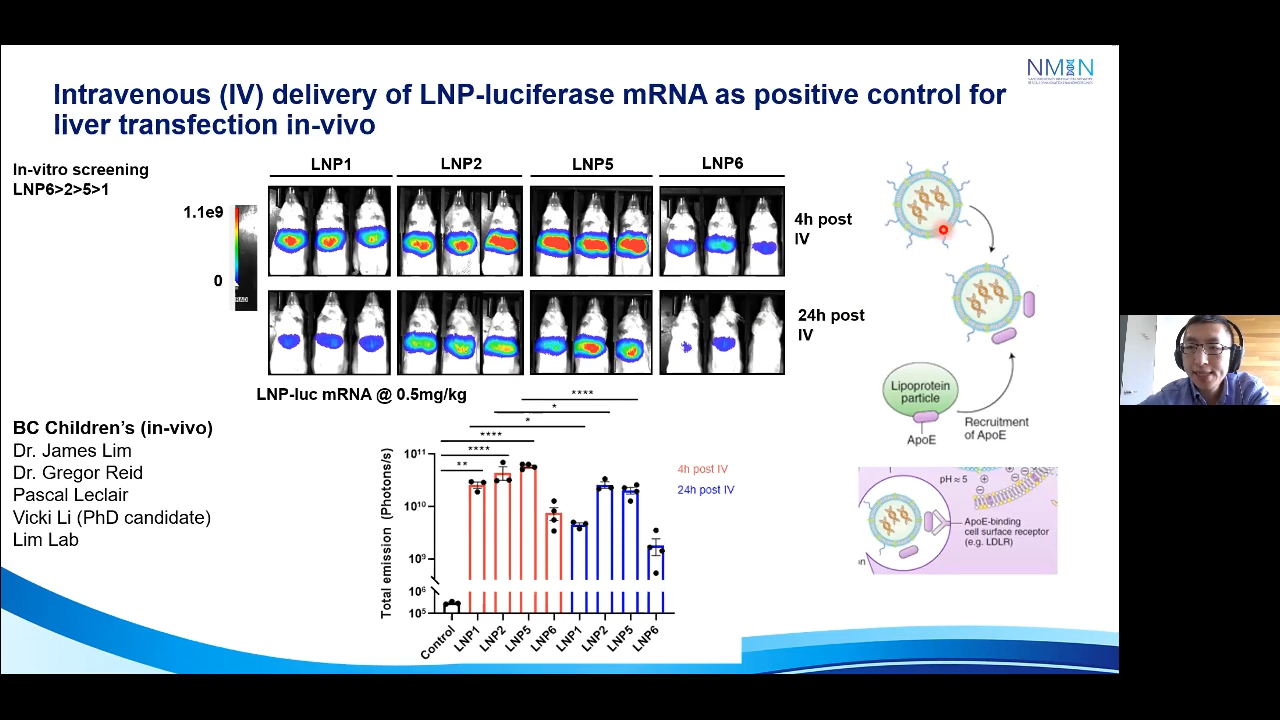 NMIN
Intravenous (IV) delivery of LNP-luciferase mRNA as positive control for
liver transfection in-vivo
In-vitro screening
LNP6>2>5>1
LNP1
LNP2
LNP5
LNP6
1.1e9
0
4h post
IV
24h post
IV
LNP-luc mRNA @ 0.5mg/kg
BC Children's (in-vivo)
Dr. James Lim
Dr. Gregor Reid
Pascal Leclair
Vicki Li (PhD candidate)
Lim Lab
****
*
*
****
****
**
Total emission (Photons/s)
10¹¹
10¹⁰
10⁹
10⁶
10⁵
Control
LNP1
LNP2
LNP5
LNP6
LNP1
LNP2
LNP5
LNP6
4h post IV
24h post IV
Lipoprotein
particle
ApoE
Recruitment
of ApoE
pH ≈ 5
ApoE-binding
cell surface receptor
(e.g. LDLR)